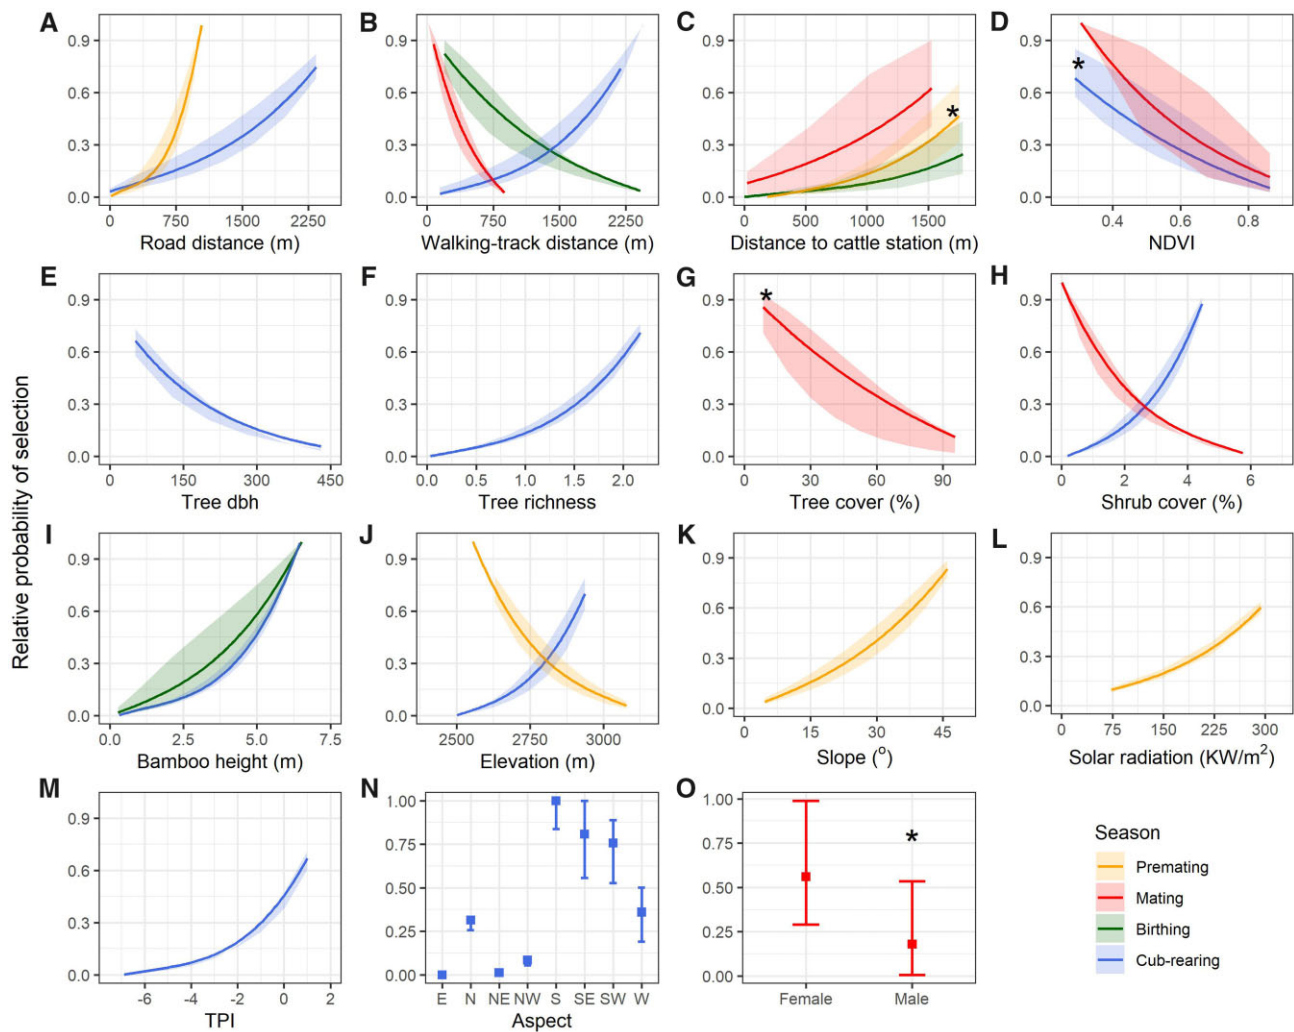 A B C D
0.9 0.9 0.9 0.9
0.6 0.6 0.6 0.6
0.3 0.3 0.3 0.3
0.0 0.0 0.0 0.0
* *
0 750 1500 2250 0 750 1500 2250 0 500 1000 1500 0.4 0.6 0.8
Road distance (m) Walking-track distance (m) Distance to cattle station (m) NDVI
E F G H
0.9 0.9 0.9 0.9
0.6 0.6 0.6 0.6
0.3 0.3 0.3 0.3
0.0 0.0 0.0 0.0
*
0 150 300 450 0.0 0.5 1.0 1.5 2.0 0 30 60 90 0 2 4 6
Tree dbh Tree richness Tree cover (%) Shrub cover (%)
Relative probability of selection
I J K L
0.9 0.9 0.9 0.9
0.6 0.6 0.6 0.6
0.3 0.3 0.3 0.3
0.0 0.0 0.0 0.0
0.0 2.5 5.0 7.5 2500 2750 3000 0 15 30 45 0 75 150 225 300
Bamboo height (m) Elevation (m) Slope (°) Solar radiation (KW/m²)
M N O
0.9 1.00 1.00
0.6 0.75 0.75
0.3 0.50 0.50
0.0 0.25 0.25
0.00 0.00
*
-6 -4 -2 0 2 E N NE NW S SE SW W Female Male
TPI Aspect
Season
Premating
Mating
Birthing
Cub-rearing